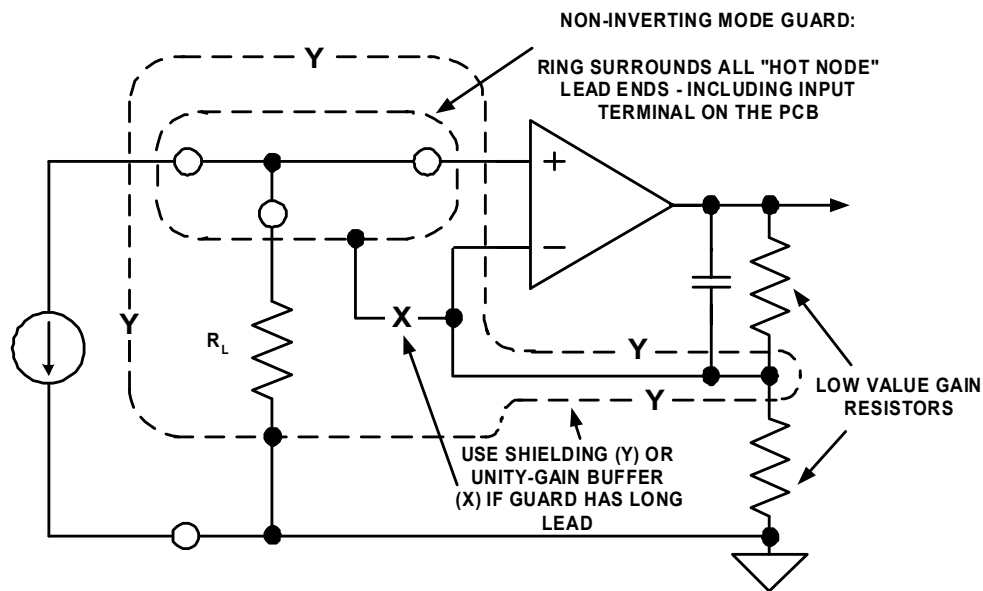 NON-INVERTING MODE GUARD:
RING SURROUNDS ALL "HOT NODE"
LEAD ENDS - INCLUDING INPUT
TERMINAL ON THE PCB
Y
+
−
Y
R_L
X
Y
Y
LOW VALUE GAIN
RESISTORS
USE SHIELDING (Y) OR
UNITY-GAIN BUFFER
(X) IF GUARD HAS LONG
LEAD